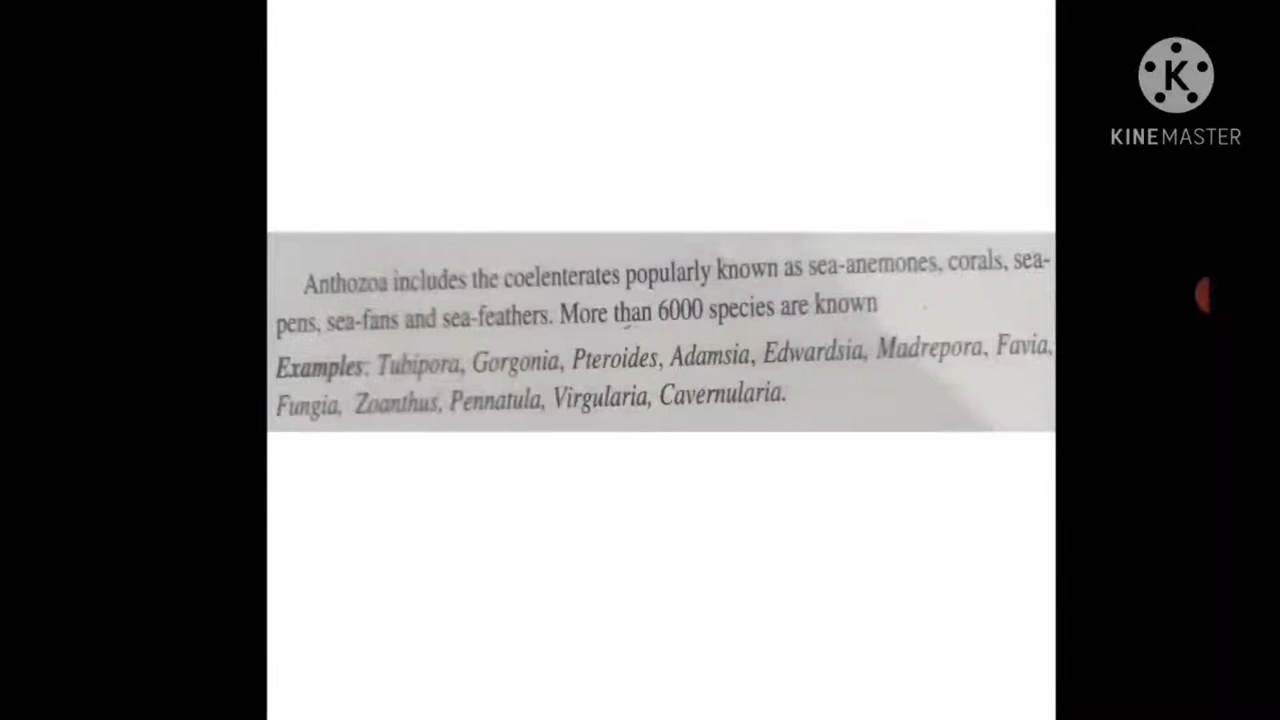 Anthozoa includes the coelenterates popularly known as sea-anemones, corals, sea-
pens, sea-fans and sea-feathers. More than 6000 species are known
Examples: Tubipora, Gorgonia, Pteroides, Adamsia, Edwardsia, Madrepora, Favia,
Fungia, Zoanthus, Pennatula, Virgularia, Cavernularia.
K
KINEMASTER